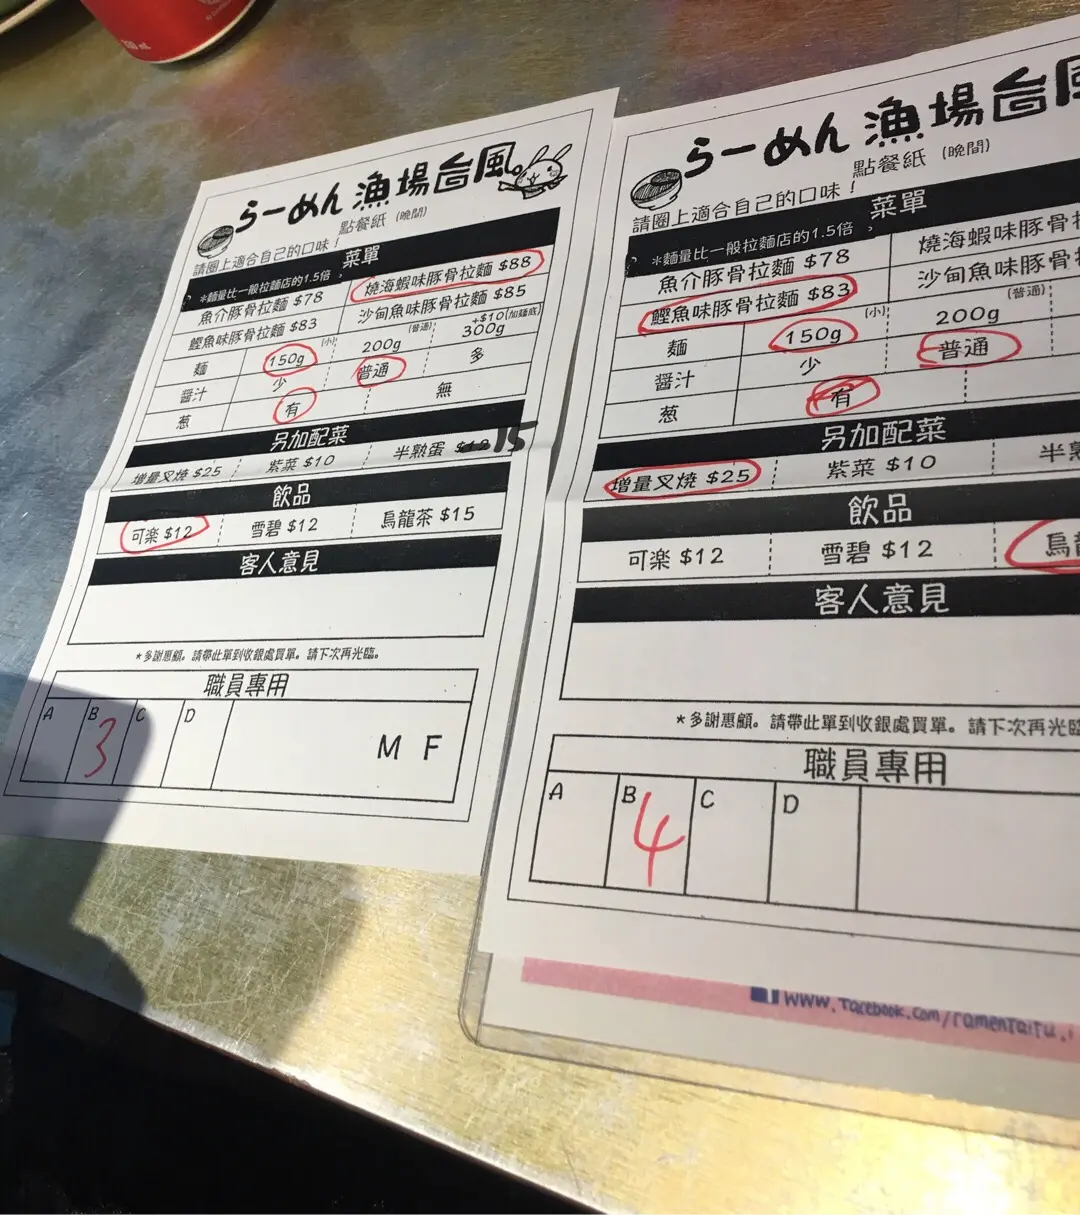 330 mL
らーめん 漁場台風
點餐紙 (晚間)
請圈上適合自己的口味！
*麵量比一般拉麵店的1.5倍， 菜單
魚介豚骨拉麵 $78 燒海蝦味豚骨拉麵 $88
鰹魚味豚骨拉麵 $83 沙甸魚味豚骨拉麵 $85
麵 150g (小) 200g (普通) 300g +$10(加麵底)
醬汁 少 普通 多
葱 有 無
另加配菜
增量叉燒 $25 紫菜 $10 半熟蛋 15
飲品
可楽 $12 雪碧 $12 烏龍茶 $15
客人意見
*多謝惠顧。請帶此單到收銀處買單。請下次再光臨。
職員專用
A B C D
3
M F
らーめん 漁場台風
點餐紙 (晚間)
請圈上適合自己的口味！
*麵量比一般拉麵店的1.5倍， 菜單
魚介豚骨拉麵 $78 燒海蝦味豚骨
鰹魚味豚骨拉麵 $83 沙甸魚味豚骨
麵 150g (小) 200g (普通)
醬汁 少 普通
葱 有
另加配菜
增量叉燒 $25 紫菜 $10 半熟
飲品
可楽 $12 雪碧 $12 烏
客人意見
*多謝惠顧。請帶此單到收銀處買單。請下次再光臨
職員專用
A B C D
4
www.facebook.com/ramentaifu.